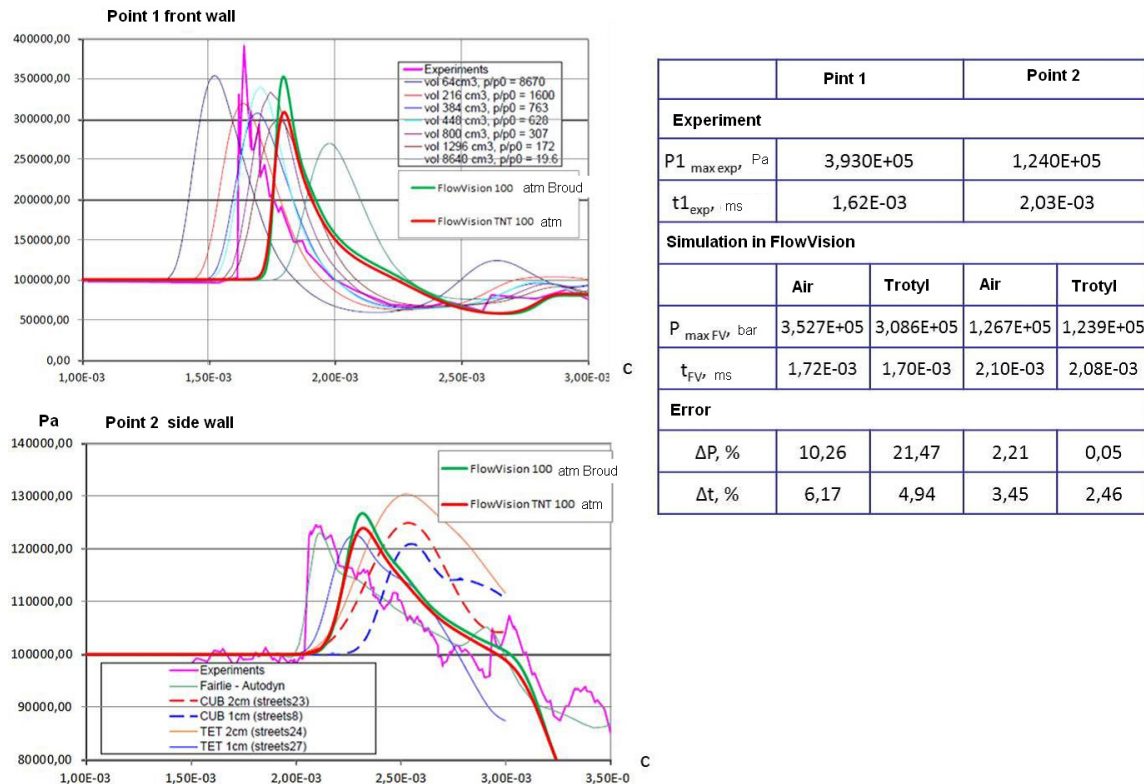 Point 1 front wall
400000,00
350000,00
300000,00
250000,00
200000,00
150000,00
100000,00
50000,00
0,00
1,00E-03 1,50E-03 2,00E-03 2,50E-03 3,00E-03
c
Experiments
vol 64cm3, p/p0 = 8670
vol 216 cm3, p/p0 = 1600
vol 384 cm3, p/p0 = 763
vol 448 cm3, p/p0 = 628
vol 800 cm3, p/p0 = 307
vol 1296 cm3, p/p0 = 172
vol 8640 cm3, p/p0 = 19.6
FlowVision 100 atm Broud
FlowVision TNT 100 atm
Pa Point 2 side wall
140000,00
130000,00
120000,00
110000,00
100000,00
90000,00
80000,00
1,00E-03 1,50E-03 2,00E-03 2,50E-03 3,00E-03 3,50E-0
c
FlowVision 100 atm Broud
FlowVision TNT 100 atm
Experiments
Fairlie - Autodyn
CUB 2cm (streets23)
CUB 1cm (streets8)
TET 2cm (streets24)
TET 1cm (streets27)
Pint 1 Point 2
Experiment
P1 max exp, Pa 3,930E+05 1,240E+05
t1exp, ms 1,62E-03 2,03E-03
Simulation in FlowVision
Air Trotyl Air Trotyl
P max FV, bar 3,527E+05 3,086E+05 1,267E+05 1,239E+05
tFV, ms 1,72E-03 1,70E-03 2,10E-03 2,08E-03
Error
ΔP, % 10,26 21,47 2,21 0,05
Δt, % 6,17 4,94 3,45 2,46